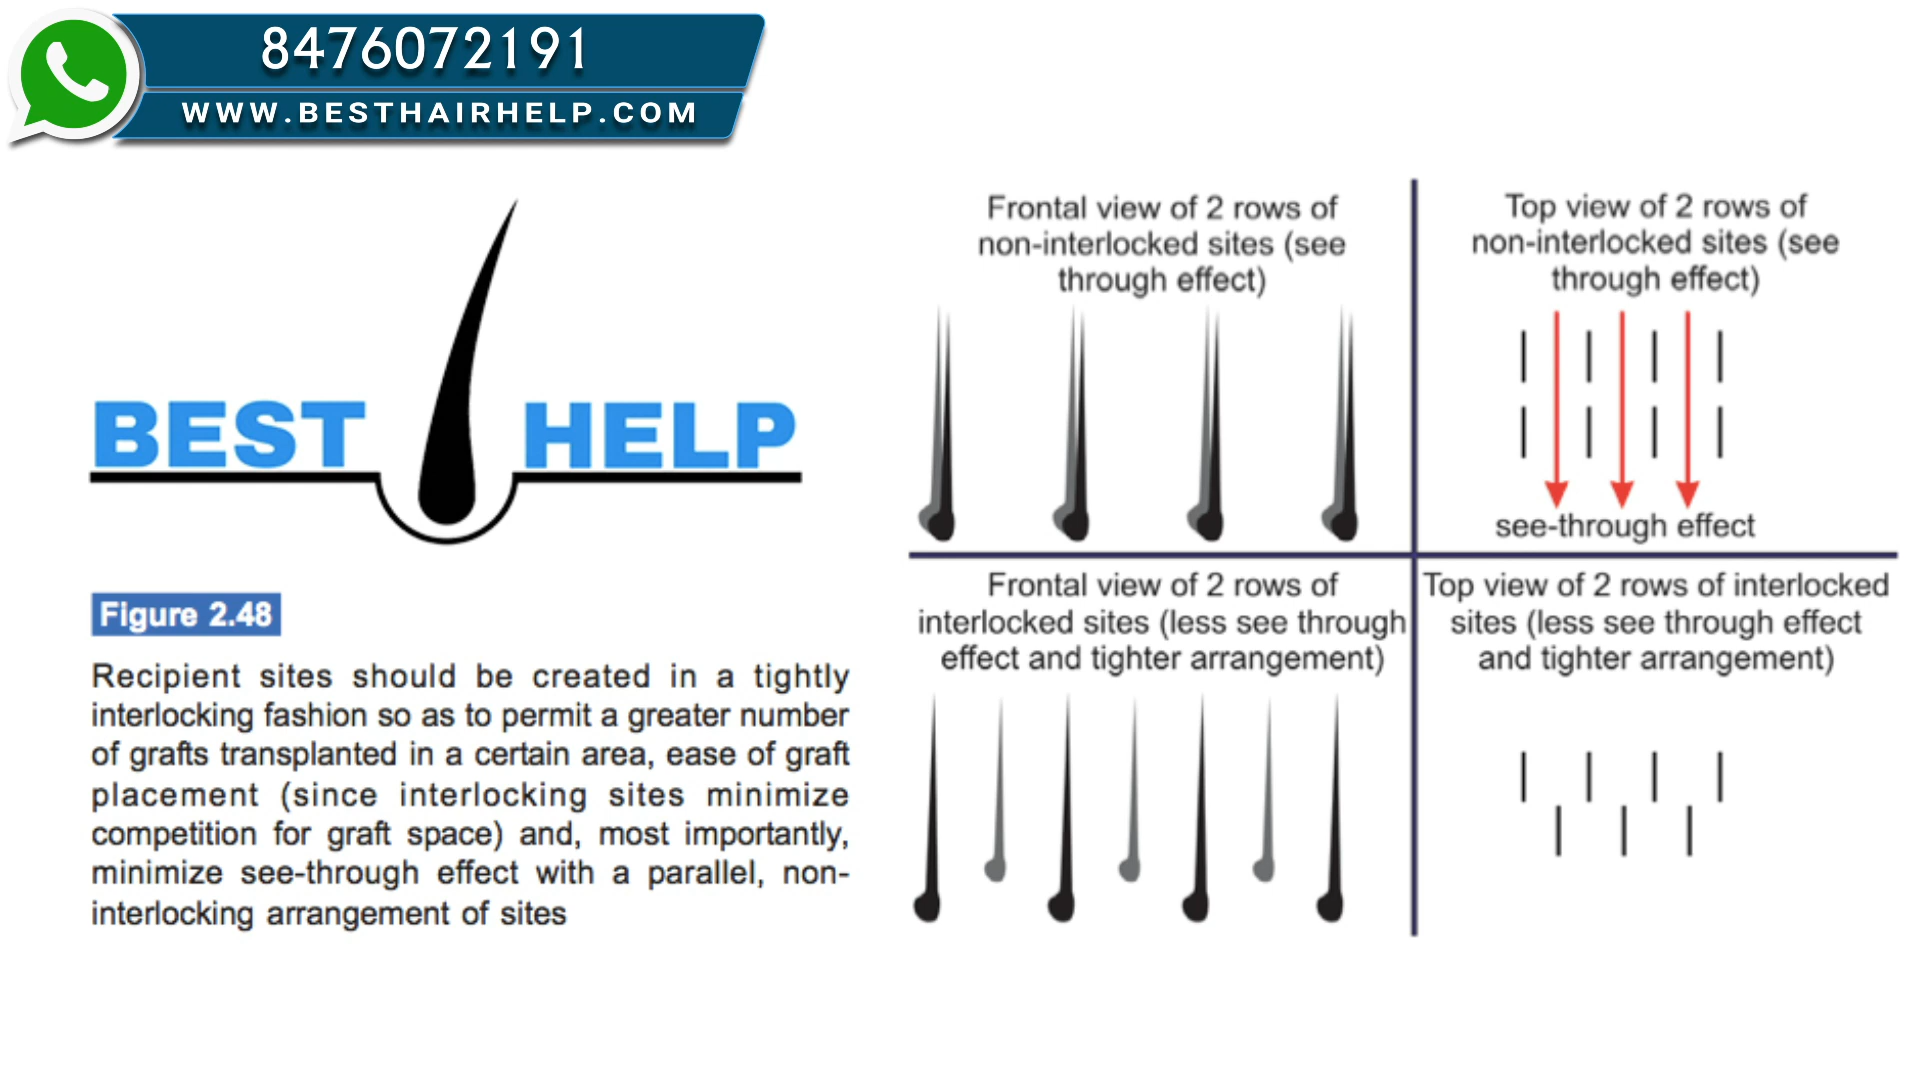 8476072191
WWW.BESTHAIRHELP.COM
BEST HELP
Figure 2.48
Recipient sites should be created in a tightly
interlocking fashion so as to permit a greater number
of grafts transplanted in a certain area, ease of graft
placement (since interlocking sites minimize
competition for graft space) and, most importantly,
minimize see-through effect with a parallel, non-
interlocking arrangement of sites
Frontal view of 2 rows of
non-interlocked sites (see
through effect)
Top view of 2 rows of
non-interlocked sites (see
through effect)
see-through effect
Frontal view of 2 rows of
interlocked sites (less see through
effect and tighter arrangement)
Top view of 2 rows of interlocked
sites (less see through effect
and tighter arrangement)